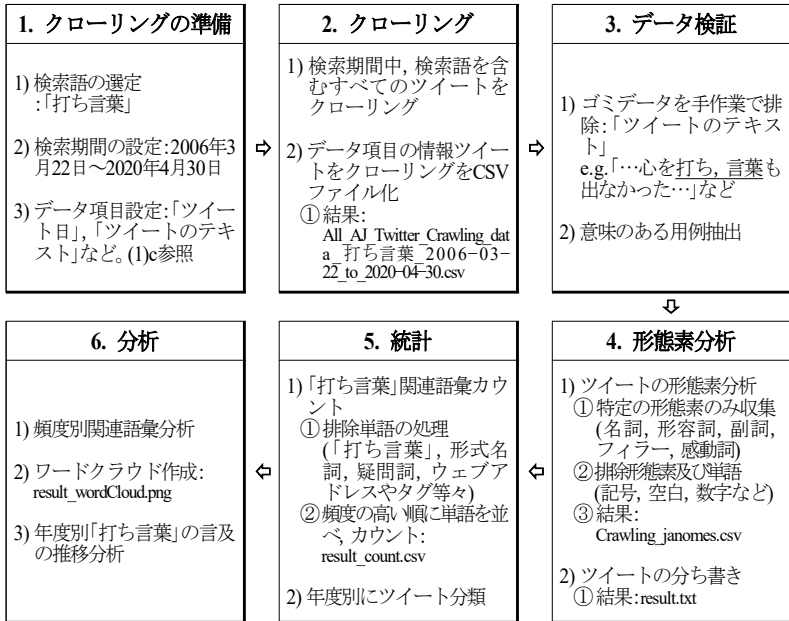 1. クローリングの準備
1) 検索語の選定
:「打ち言葉」
2) 検索期間の設定:2006年3
月22日～2020年4月30日
3) データ項目設定:「ツイー
ト日」,「ツイートのテキ
スト」など。(1)c参照
⇨
2. クローリング
1) 検索期間中, 検索語を含
むすべてのツイートを
クローリング
2) データ項目の情報ツイー
トをクローリングをCSV
ファイル化
① 結果:
All_AJ_Twitter_Crawling_dat
a_打ち言葉_2006-03-
22_to_2020-04-30.csv
⇨
3. データ検証
1) ゴミデータを手作業で排
除:「ツイートのテキス
ト」
e.g.「…心を打ち, 言葉も
出なかった…」など
2) 意味のある用例抽出
⇩
4. 形態素分析
1) ツイートの形態素分析
① 特定の形態素のみ収集
(名詞, 形容詞, 副詞,
フィラー, 感動詞)
②排除形態素及び単語
(記号, 空白, 数字など)
③ 結果:
Crawling_janomes.csv
2) ツイートの分ち書き
① 結果:result.txt
⇦
5. 統計
1)「打ち言葉」関連語彙カウ
ント
① 排除単語の処理
(「打ち言葉」, 形式名
詞, 疑問詞, ウェブア
ドレスやタグ等々)
② 頻度の高い順に単語を並
べ, カウント:
result_count.csv
2) 年度別にツイート分類
⇦
6. 分析
1) 頻度別関連語彙分析
2) ワードクラウド作成:
result_wordCloud.png
3) 年度別「打ち言葉」の言及
の推移分析